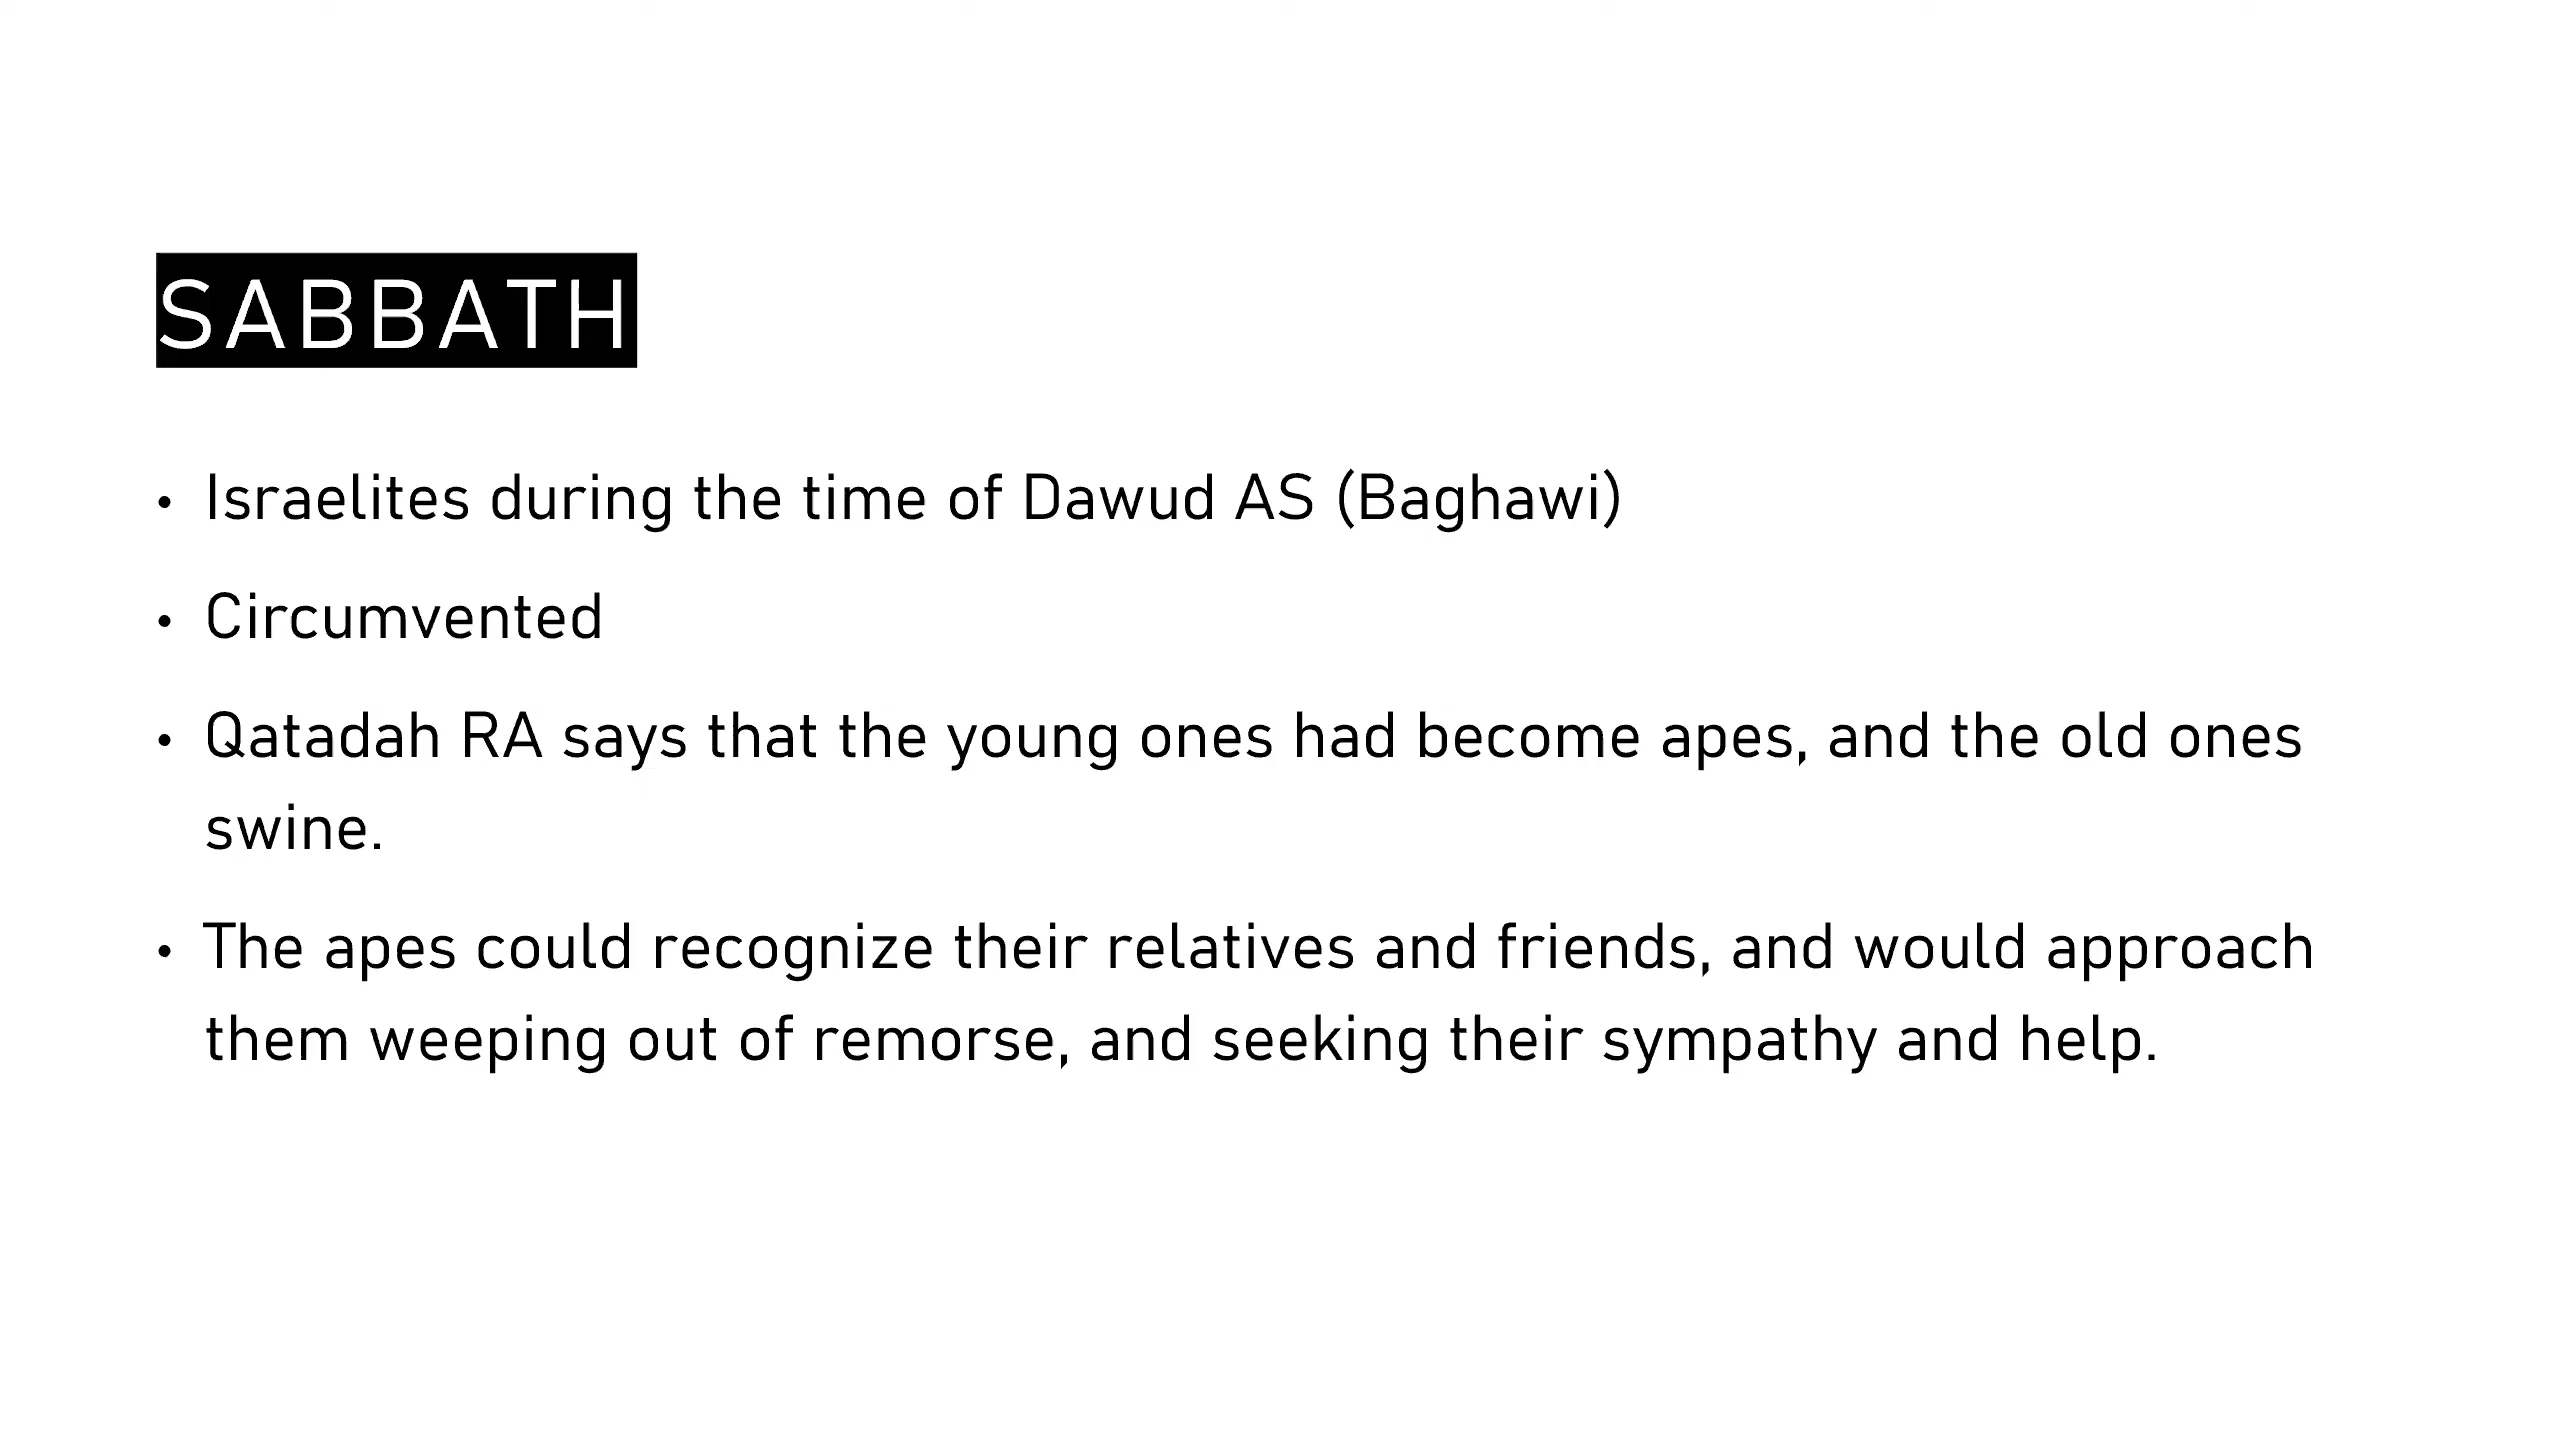 SABBATH
• Israelites during the time of Dawud AS (Baghawi)
• Circumvented
• Qatadah RA says that the young ones had become apes, and the old ones
swine.
• The apes could recognize their relatives and friends, and would approach
them weeping out of remorse, and seeking their sympathy and help.